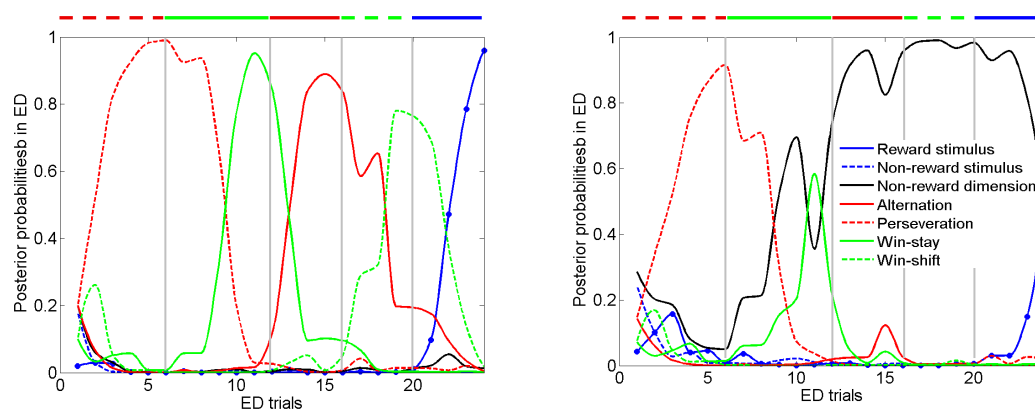 Posterior probabilitiesb in ED
1
0.8
0.6
0.4
0.2
0
0 5 10 15 20
ED trials
Posterior probabilitiesb in ED
1
0.8
0.6
0.4
0.2
0
0 5 10 15 20
ED trials
Reward stimulus
Non-reward stimulus
Non-reward dimension
Alternation
Perseveration
Win-stay
Win-shift